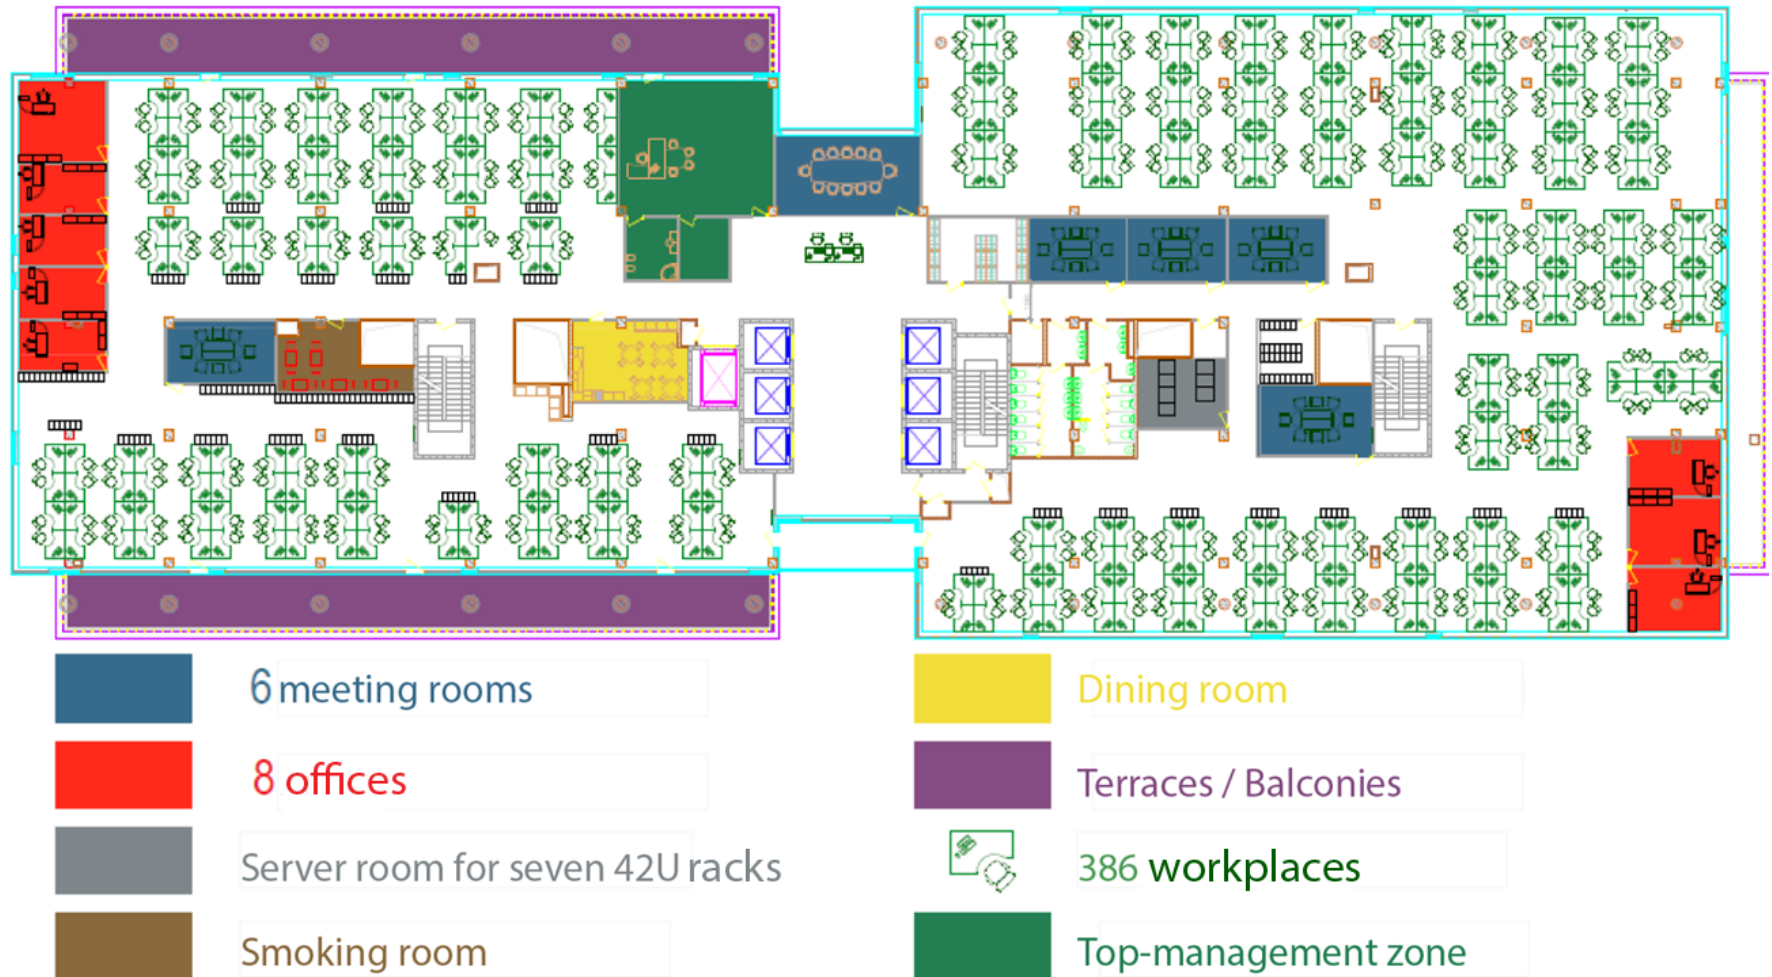 6 meeting rooms
8 offices
Server room for seven 42U racks
Smoking room
Dining room
Terraces / Balconies
386 workplaces
Top-management zone